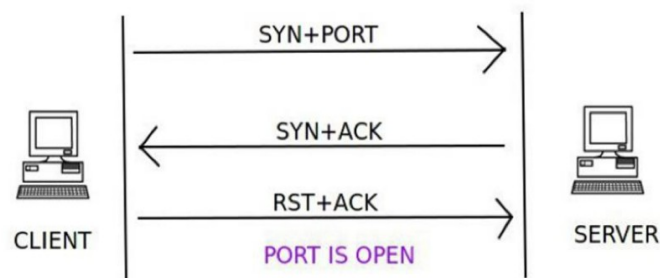 SYN+PORT
SYN+ACK
RST+ACK
CLIENT
SERVER
PORT IS OPEN